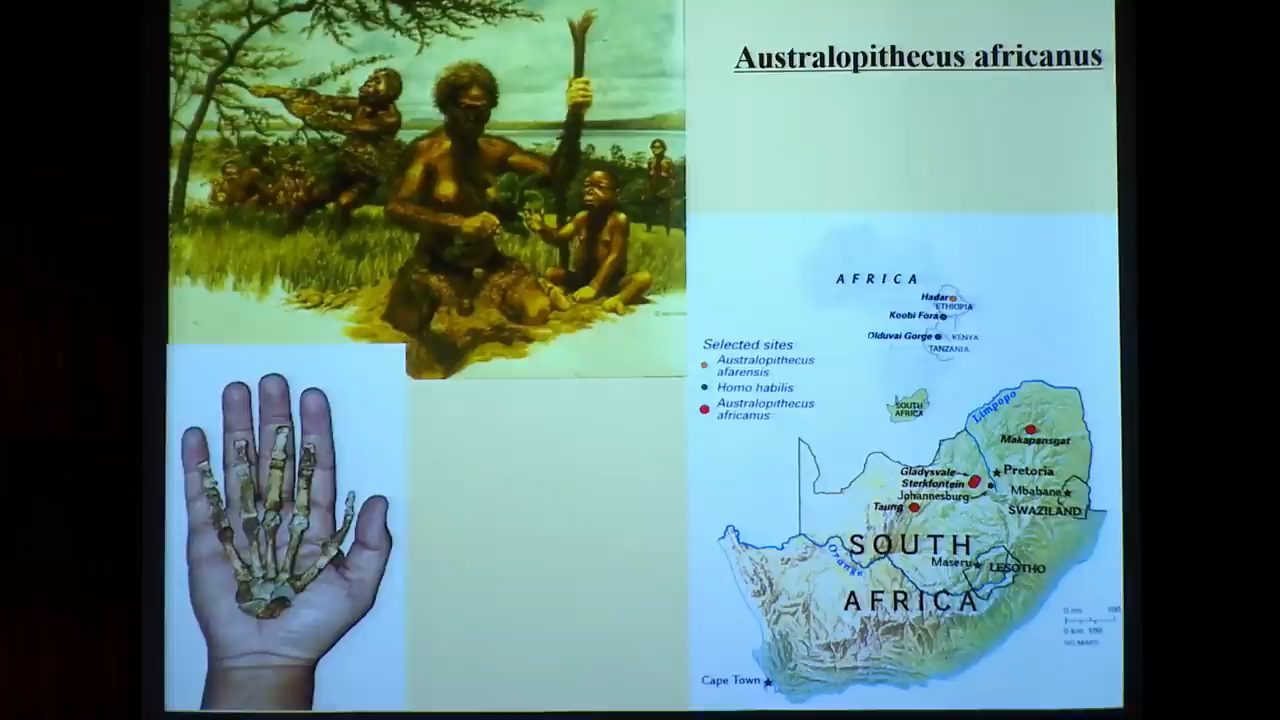 Australopithecus africanus
AFRICA
Hadar
ETHIOPIA
Koobi Fora
Olduvai Gorge
KENYA
TANZANIA
Selected sites
Australopithecus
afarensis
Homo habilis
Australopithecus
africanus
SOUTH
AFRICA
Limpopo
Makapansgat
Gladysvale
Pretoria
Sterkfontein
Johannesburg
Mbabane
Taung
SWAZILAND
Orange
SOUTH
Maseru
LESOTHO
AFRICA
Cape Town